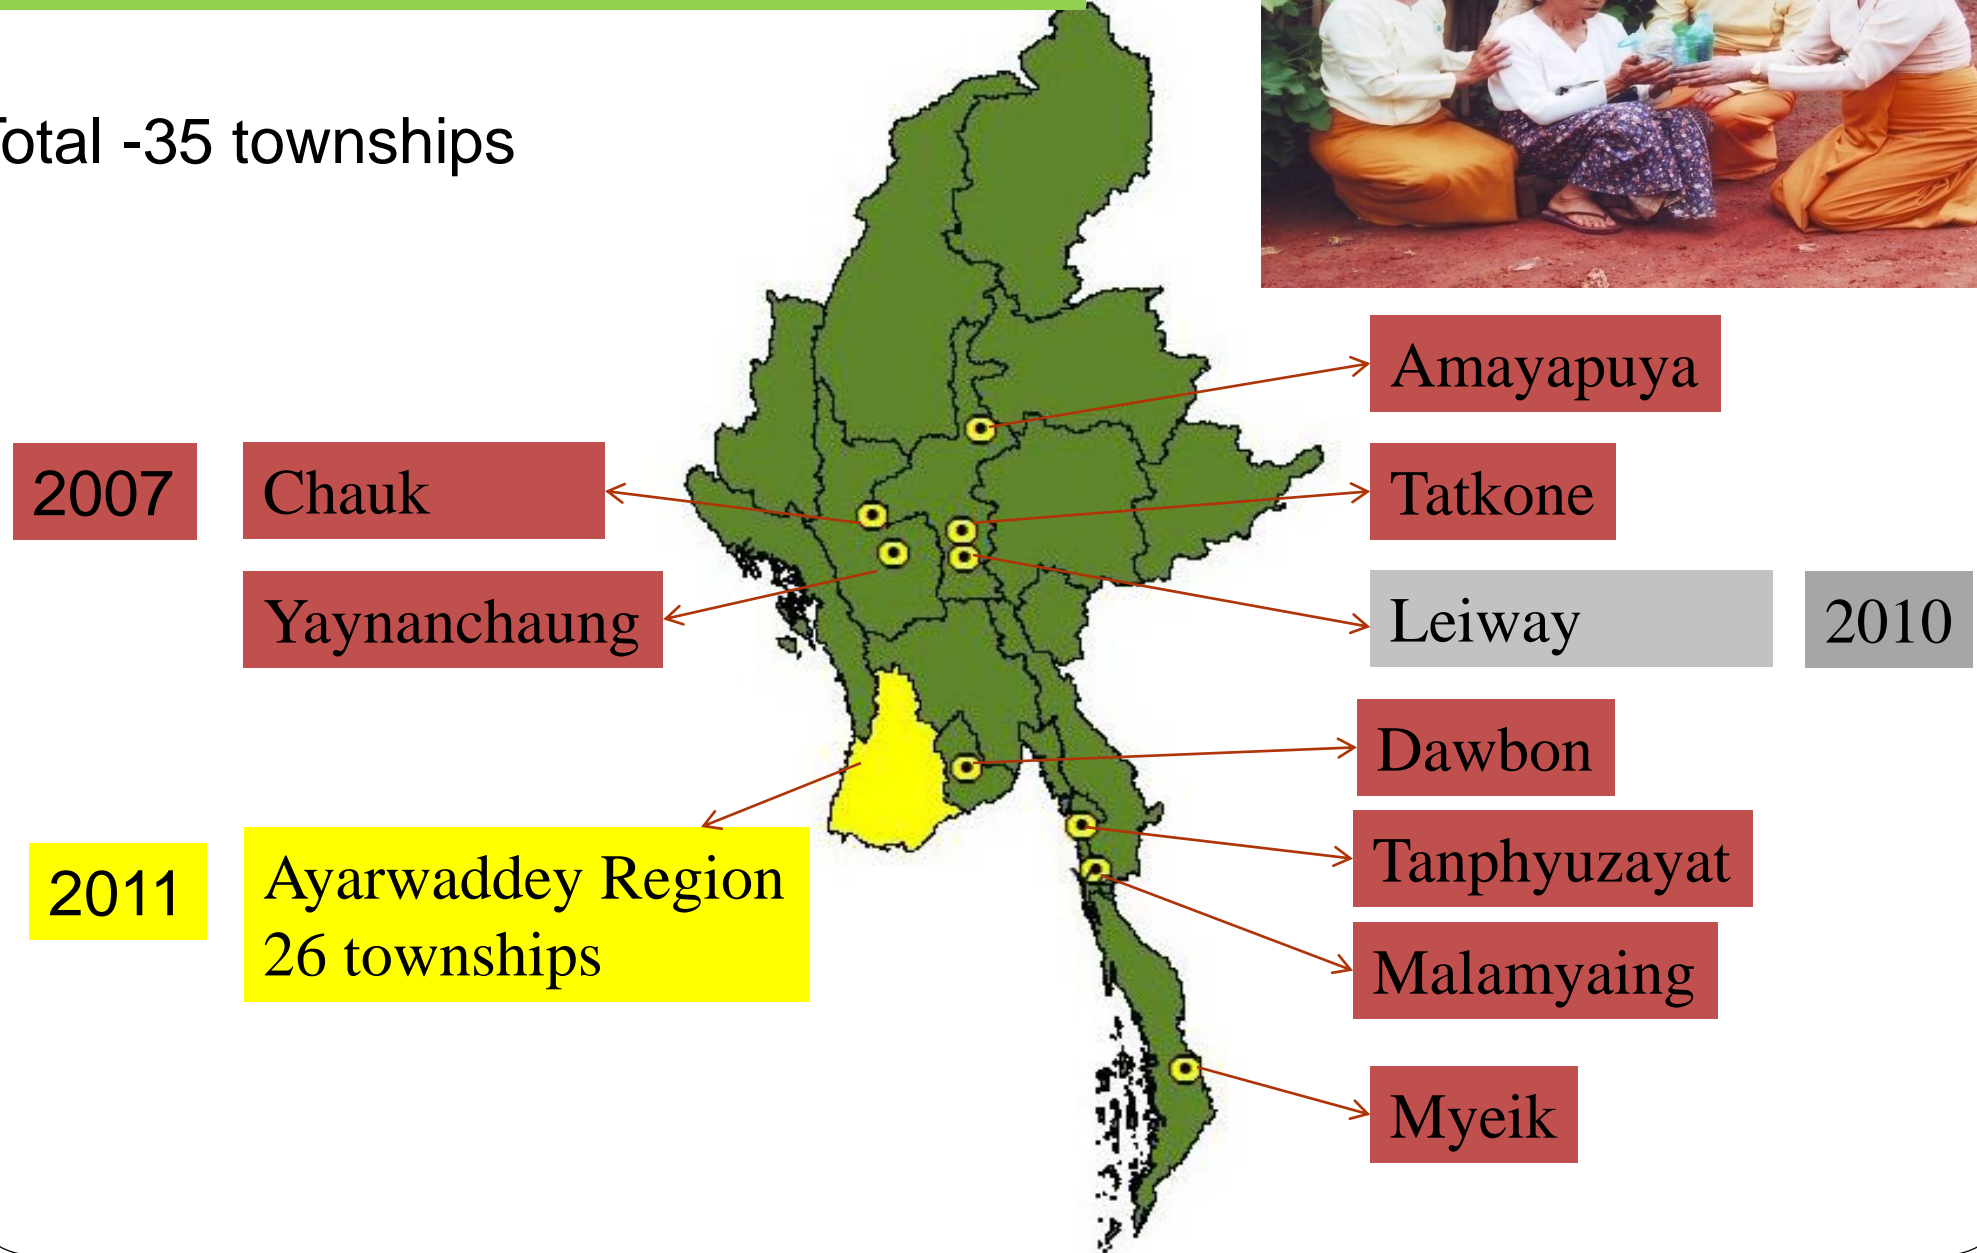 otal -35 townships
Amayapuya
2007
Chauk
Tatkone
Yaynanchaung
Leiway
2010
Dawbon
2011
Ayarwaddey Region
26 townships
Tanphyuzayat
Malamyaing
Myeik